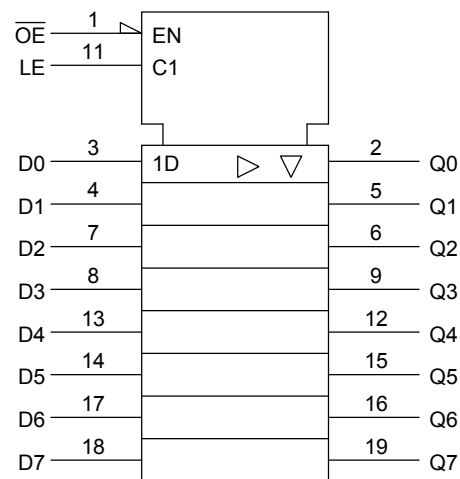 O̅E̅ 1 EN
LE 11 C1
D0 3 1D 2 Q0
D1 4 5 Q1
D2 7 6 Q2
D3 8 9 Q3
D4 13 12 Q4
D5 14 15 Q5
D6 17 16 Q6
D7 18 19 Q7